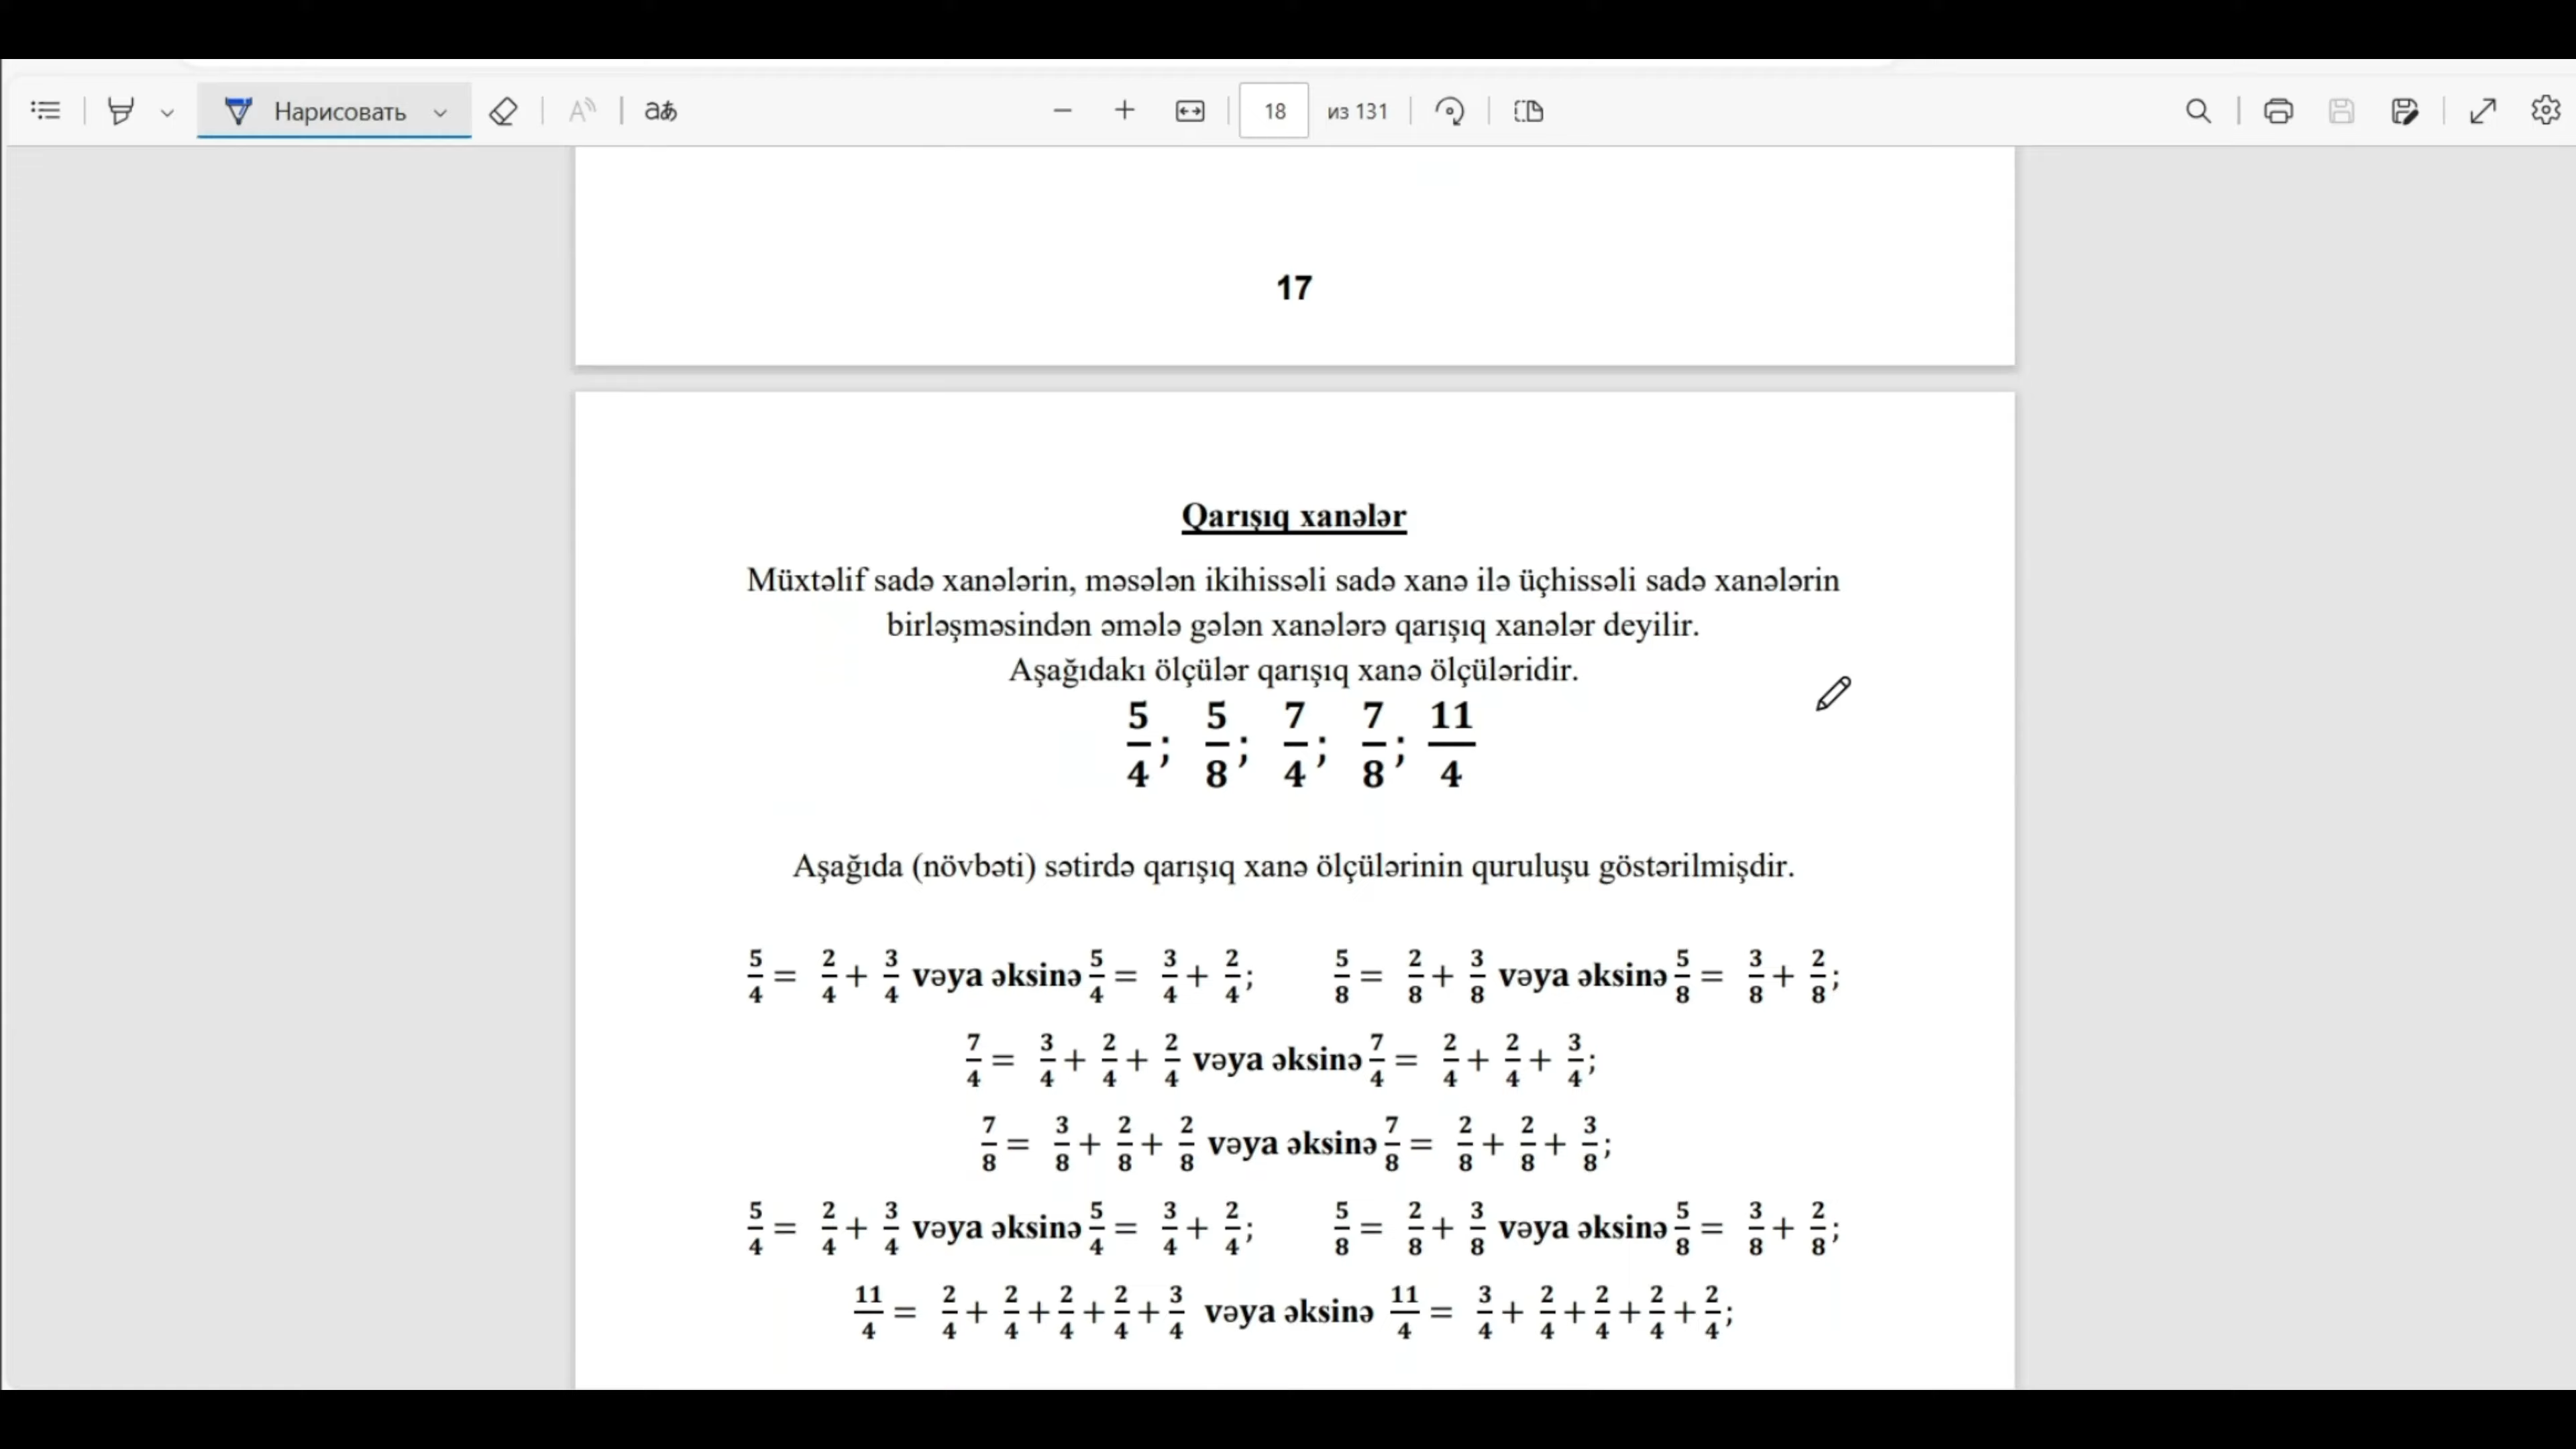 Нарисовать
aあ
18 из 131
17
Qarışıq xanələr
Müxtəlif sadə xanələrin, məsələn ikihissəli sadə xanə ilə üçhissəli sadə xanələrin
birləşməsindən əmələ gələn xanələrə qarışıq xanələr deyilir.
Aşağıdakı ölçülər qarışıq xanə ölçüləridir.
5/4; 5/8; 7/4; 7/8; 11/4
Aşağıda (növbəti) sətirdə qarışıq xanə ölçülərinin quruluşu göstərilmişdir.
5/4 = 2/4 + 3/4 vəya əksinə 5/4 = 3/4 + 2/4; 5/8 = 2/8 + 3/8 vəya əksinə 5/8 = 3/8 + 2/8;
7/4 = 3/4 + 2/4 + 2/4 vəya əksinə 7/4 = 2/4 + 2/4 + 3/4;
7/8 = 3/8 + 2/8 + 2/8 vəya əksinə 7/8 = 2/8 + 2/8 + 3/8;
5/4 = 2/4 + 3/4 vəya əksinə 5/4 = 3/4 + 2/4; 5/8 = 2/8 + 3/8 vəya əksinə 5/8 = 3/8 + 2/8;
11/4 = 2/4 + 2/4 + 2/4 + 2/4 + 3/4 vəya əksinə 11/4 = 3/4 + 2/4 + 2/4 + 2/4 + 2/4;